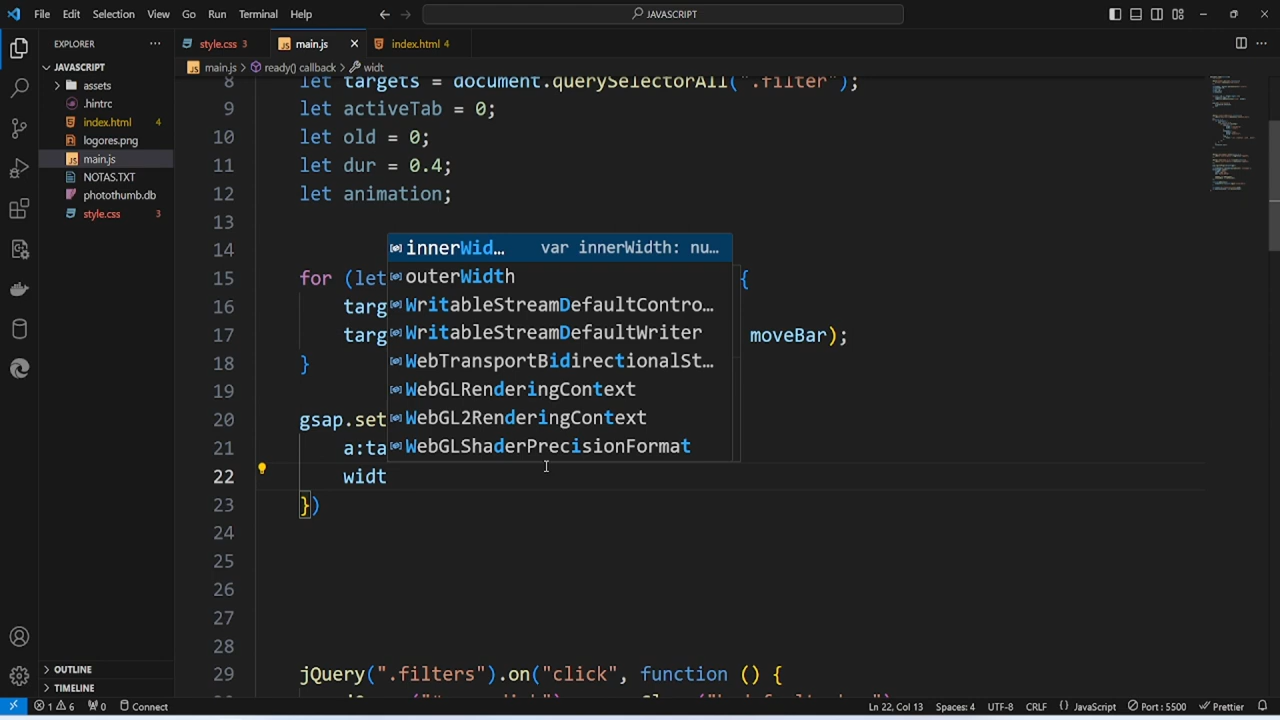 File Edit Selection View Go Run Terminal Help
JAVASCRIPT
EXPLORER
JAVASCRIPT
assets
.hintrc
index.html 4
logores.png
main.js
NOTAS.TXT
photothumb.db
style.css 3
OUTLINE
TIMELINE
style.css 3 main.js index.html 4
main.js > ready() callback > widt
8 let targets = document.querySelectorAll(".filter");
9 let activeTab = 0;
10 let old = 0;
11 let dur = 0.4;
12 let animation;
13
14
15 for (let {
16 targ
17 targ moveBar);
18 }
19
20 gsap.set
21 a:ta
22 widt
23 })
24
25
26
27
28
29 jQuery(".filters").on("click", function () {
innerWid… var innerWidth: nu…
outerWidth
WritableStreamDefaultContro…
WritableStreamDefaultWriter
WebTransportBidirectionalSt…
WebGLRenderingContext
WebGL2RenderingContext
WebGLShaderPrecisionFormat
1 6 0 Connect Ln 22, Col 13 Spaces: 4 UTF-8 CRLF {} JavaScript Port : 5500 Prettier